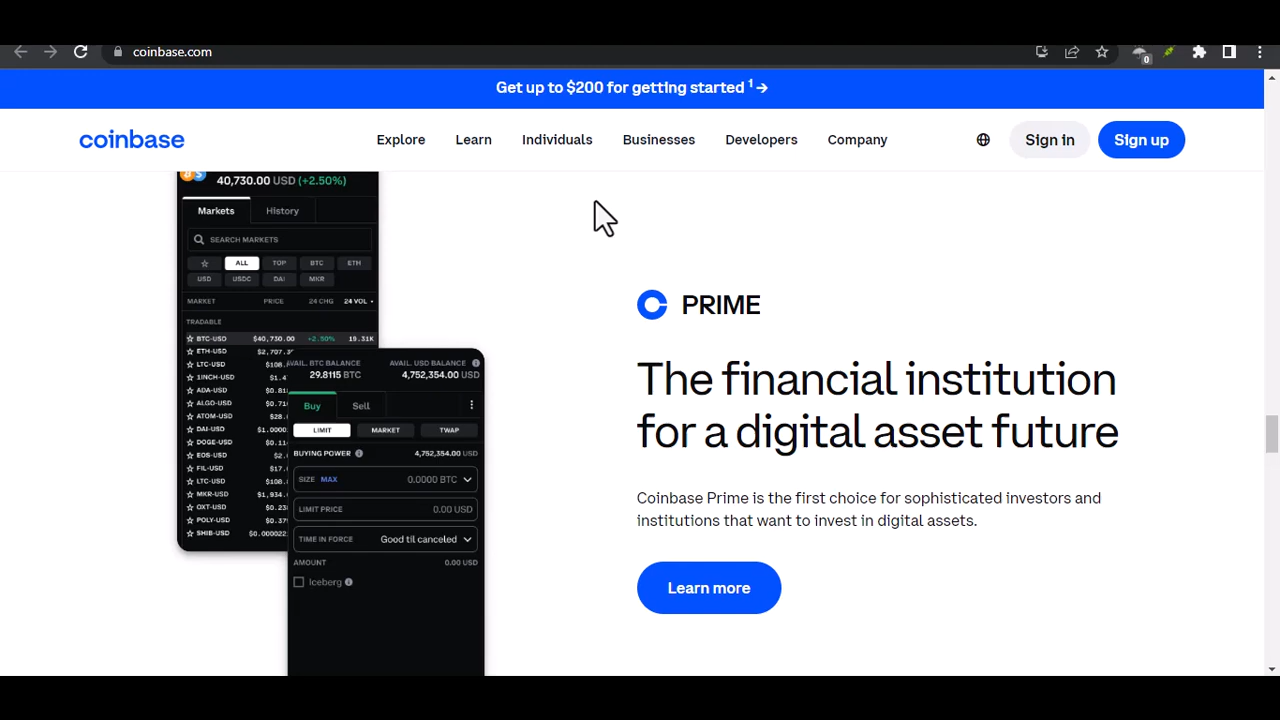 coinbase.com
0
Get up to $200 for getting started 1 →
coinbase
Explore
Learn
Individuals
Businesses
Developers
Company
Sign in
Sign up
40,730.00 USD (+2.50%)
Markets
History
SEARCH MARKETS
ALL
TOP
BTC
ETH
USD
USDC
DAI
MKR
MARKET PRICE 24 CHG 24 VOL
TRADABLE
BTC-USD $40,730.00 +2.50% 19.31K
ETH-USD
LTC-USD
1INCH-USD
ADA-USD
ALGO-USD
ATOM-USD
DAI-USD
DOGE-USD
EOS-USD
FIL-USD
LTC-USD
MKR-USD
OXT-USD
POLY-USD
SHIB-USD
AVAIL. BTC BALANCE AVAIL. USD BALANCE
29.8115 BTC 4,752,354.00 USD
Buy
Sell
LIMIT
MARKET
TWAP
BUYING POWER 4,752,354.00 USD
SIZE MAX 0.0000 BTC
LIMIT PRICE 0.00 USD
TIME IN FORCE Good til canceled
AMOUNT 0.00 USD
Iceberg
PRIME
The financial institution
for a digital asset future
Coinbase Prime is the first choice for sophisticated investors and
institutions that want to invest in digital assets.
Learn more